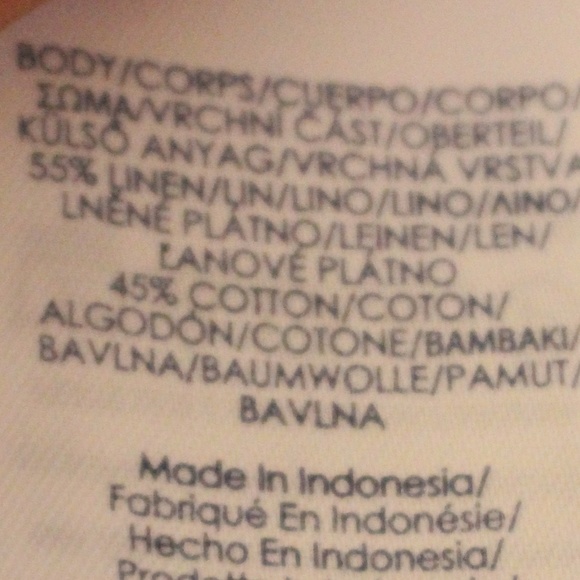 BODY/CORPS/CUERPO/CORPO/
ΣΩΜΑ/VRCHNÍ ČÁST/OBERTEIL/
KÜLSŐ ANYAG/VRCHNÁ VRSTVA
55% LINEN/LIN/LINO/LINO/ΛΙΝΟ/
LNĚNÉ PLÁTNO/LEINEN/LEN/
ĽANOVÉ PLÁTNO
45% COTTON/COTON/
ALGODÓN/COTONE/ΒΑΜΒΑΚΙ/
BAVLNA/BAUMWOLLE/PAMUT/
BAVLNA
Made In Indonesia/
Fabriqué En Indonésie/
Hecho En Indonesia/